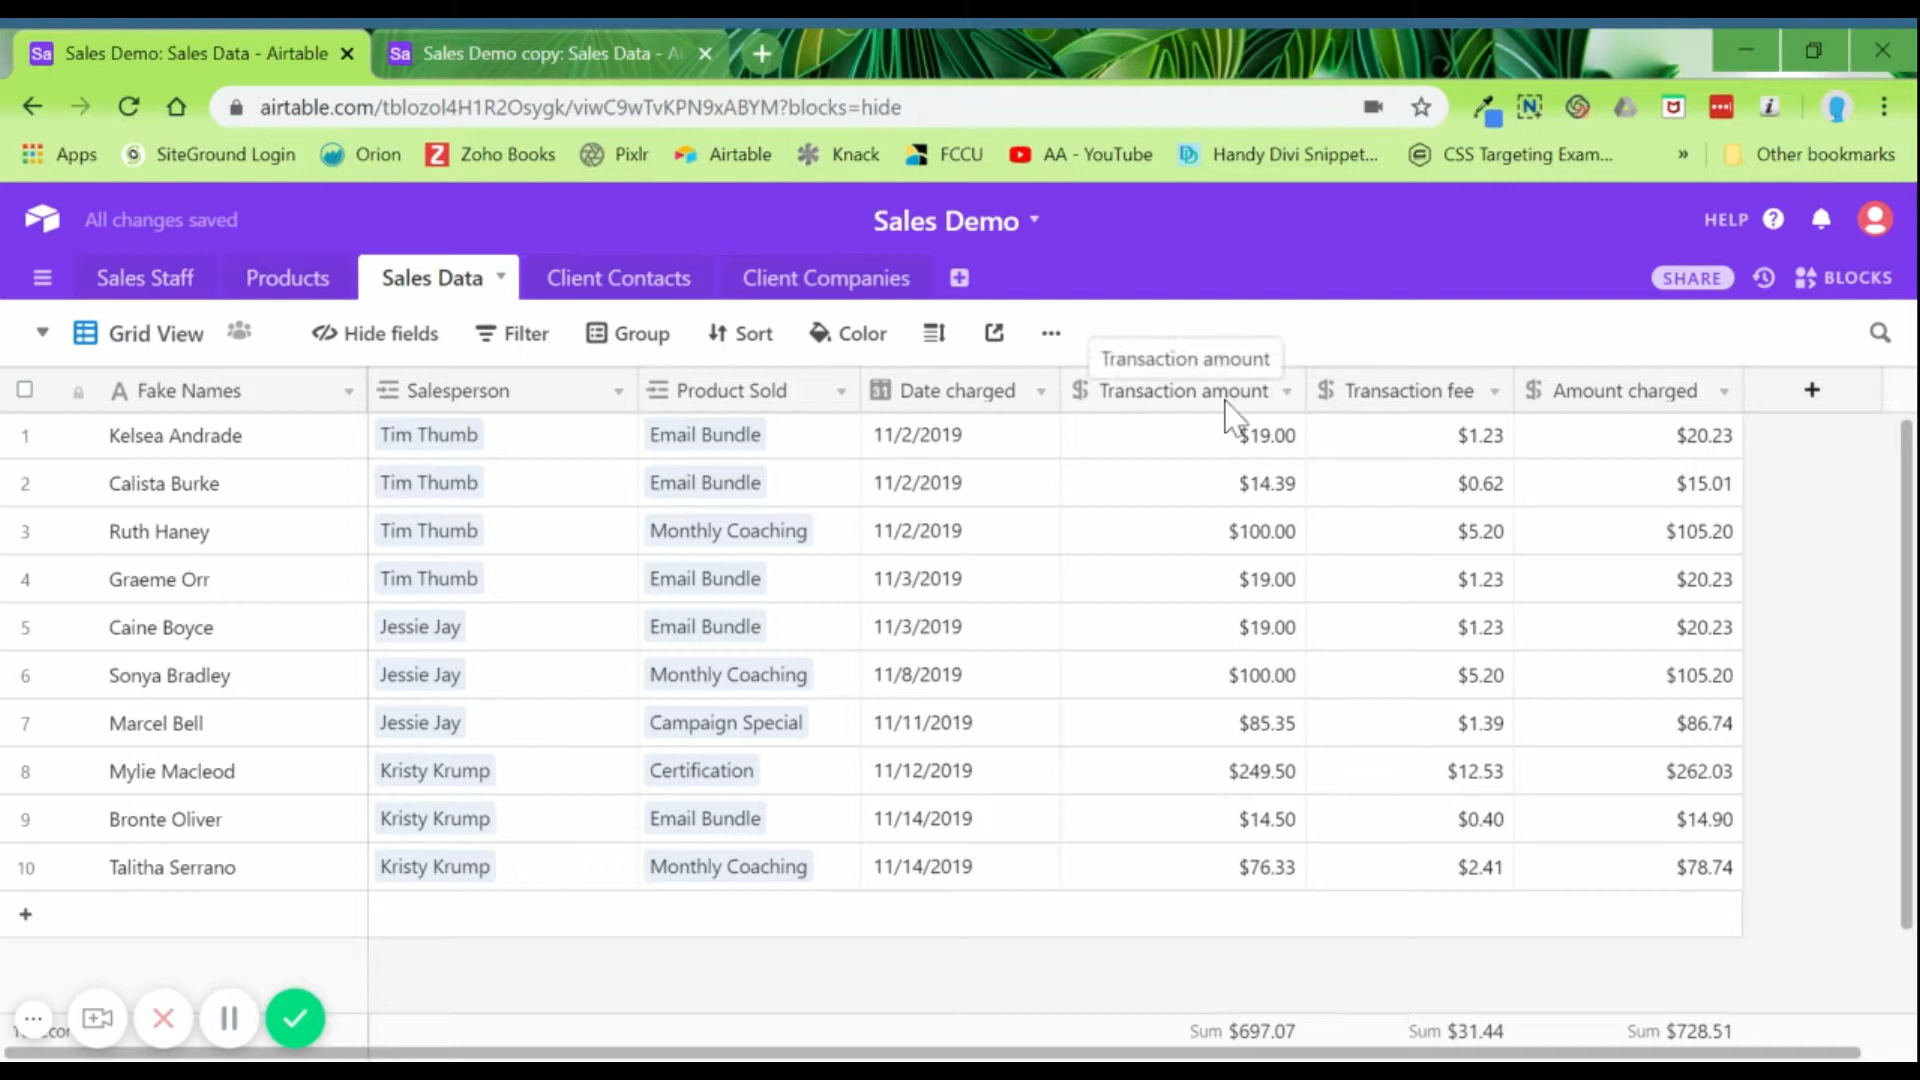 Sa Sales Demo: Sales Data - Airtable Sa Sales Demo copy: Sales Data - A
airtable.com/tblozol4H1R2Osygk/viwC9wTvKPN9xABYM?blocks=hide
Apps SiteGround Login Orion Zoho Books Pixlr Airtable Knack FCCU AA - YouTube Handy Divi Snippet... CSS Targeting Exam... » Other bookmarks
All changes saved Sales Demo HELP ?
Sales Staff Products Sales Data Client Contacts Client Companies SHARE BLOCKS
Grid View Hide fields Filter Group Sort Color
Transaction amount
Fake Names Salesperson Product Sold Date charged Transaction amount Transaction fee Amount charged +
1 Kelsea Andrade Tim Thumb Email Bundle 11/2/2019 $19.00 $1.23 $20.23
2 Calista Burke Tim Thumb Email Bundle 11/2/2019 $14.39 $0.62 $15.01
3 Ruth Haney Tim Thumb Monthly Coaching 11/2/2019 $100.00 $5.20 $105.20
4 Graeme Orr Tim Thumb Email Bundle 11/3/2019 $19.00 $1.23 $20.23
5 Caine Boyce Jessie Jay Email Bundle 11/3/2019 $19.00 $1.23 $20.23
6 Sonya Bradley Jessie Jay Monthly Coaching 11/8/2019 $100.00 $5.20 $105.20
7 Marcel Bell Jessie Jay Campaign Special 11/11/2019 $85.35 $1.39 $86.74
8 Mylie Macleod Kristy Krump Certification 11/12/2019 $249.50 $12.53 $262.03
9 Bronte Oliver Kristy Krump Email Bundle 11/14/2019 $14.50 $0.40 $14.90
10 Talitha Serrano Kristy Krump Monthly Coaching 11/14/2019 $76.33 $2.41 $78.74
+
Sum $697.07 Sum $31.44 Sum $728.51